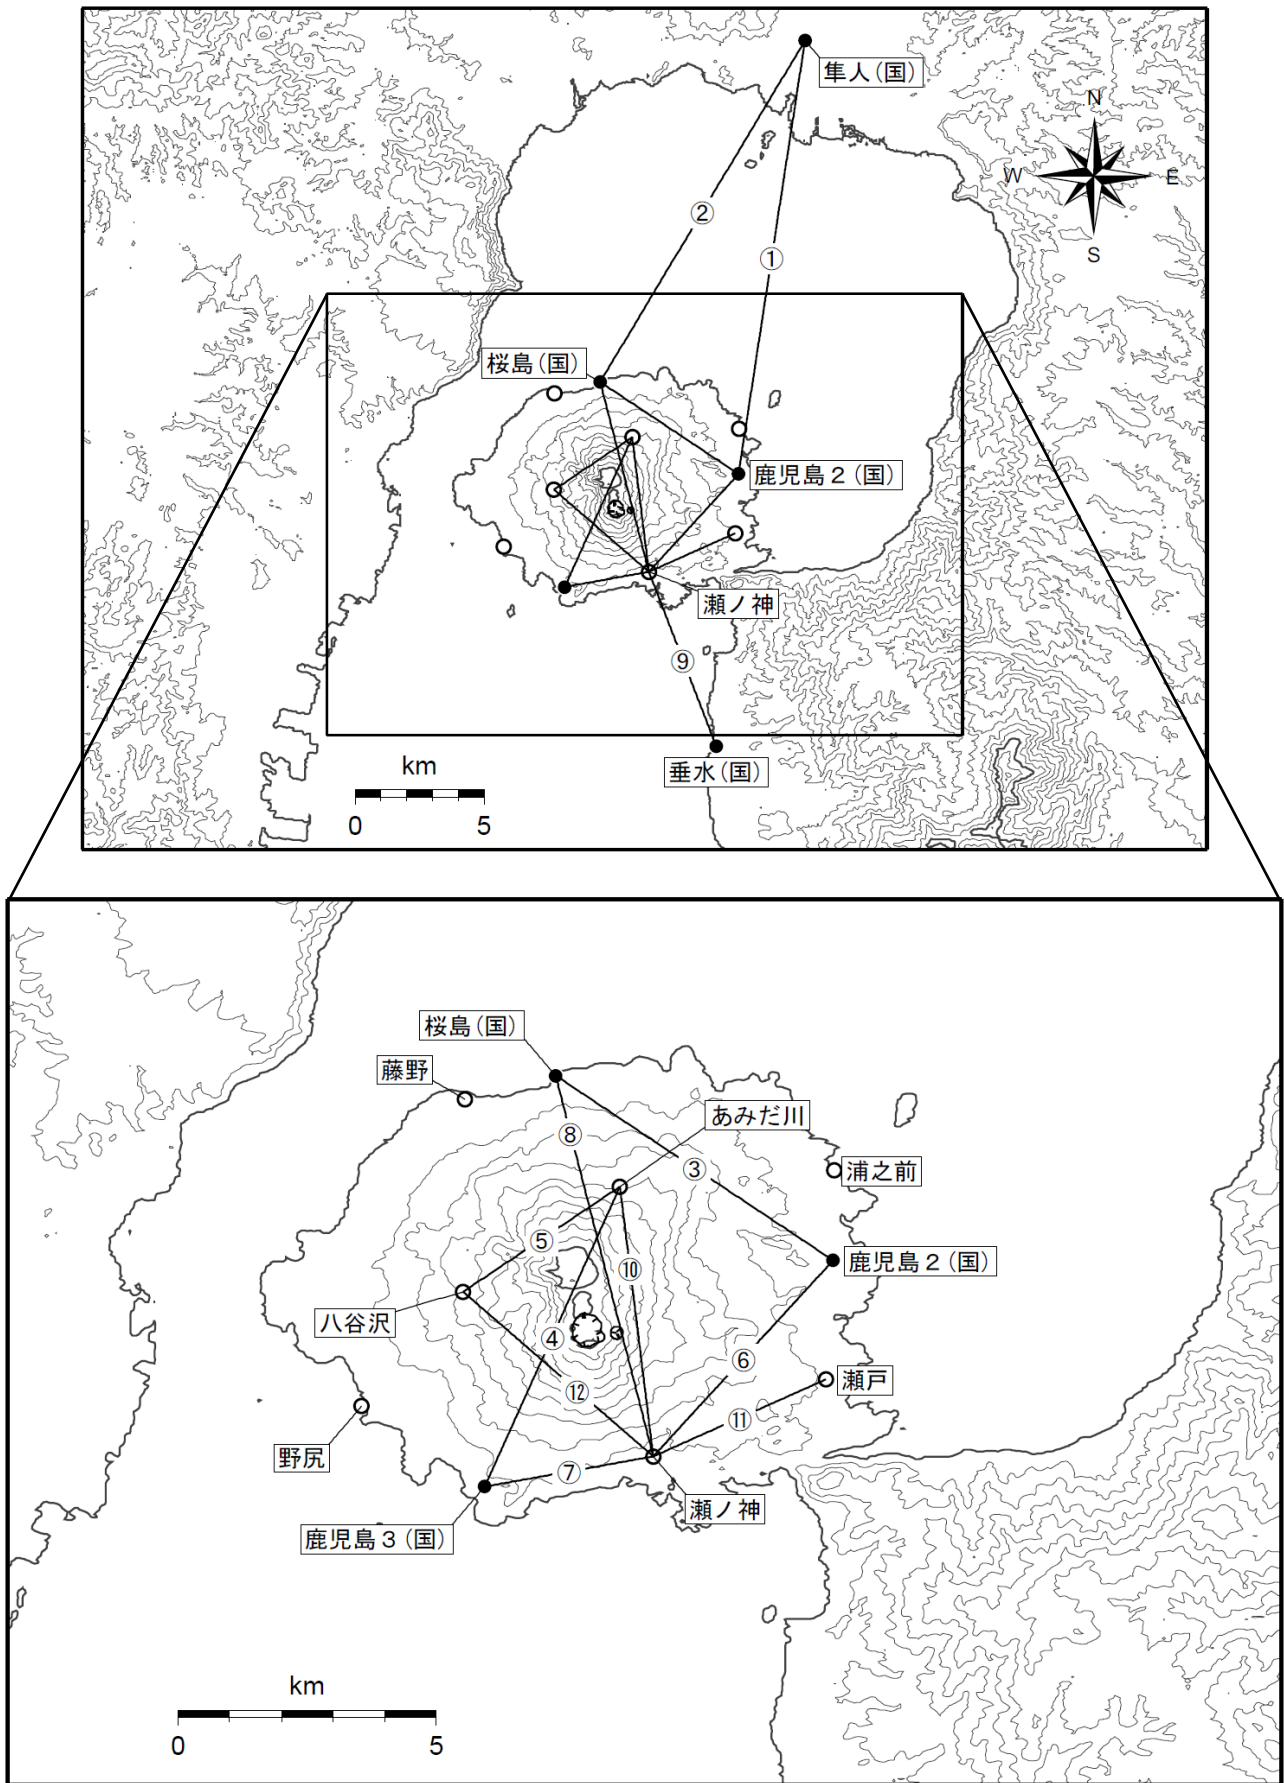 隼人(国)
N
W
E
S
②
①
桜島(国)
鹿児島2(国)
瀬ノ神
⑨
km
垂水(国)
0 5
桜島(国)
藤野
あみだ川
⑧
③
浦之前
⑤
鹿児島2(国)
⑩
八谷沢
④
⑥
瀬戸
⑫
⑪
野尻
⑦
瀬ノ神
鹿児島3(国)
km
0 5